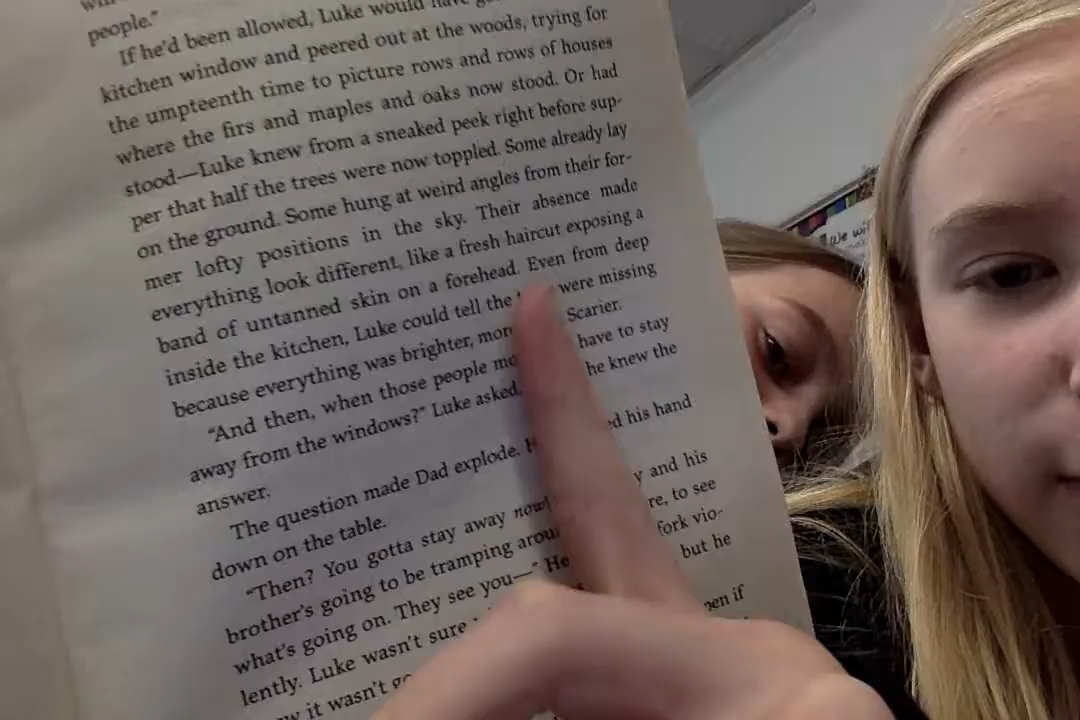 people."
If he'd been allowed, Luke would have
kitchen window and peered out at the woods, trying for
the umpteenth time to picture rows and rows of houses
where the firs and maples and oaks now stood. Or had
stood—Luke knew from a sneaked peek right before sup-
per that half the trees were now toppled. Some already lay
on the ground. Some hung at weird angles from their for-
mer lofty positions in the sky. Their absence made
everything look different, like a fresh haircut exposing a
band of untanned skin on a forehead. Even from deep
inside the kitchen, Luke could tell the were missing
because everything was brighter, Scarier.
"And then, when those people have to stay
away from the windows?" Luke asked, he knew the
answer.
The question made Dad explode. his hand
down on the table.
"Then? You gotta stay away now! and his
brother's going to be tramping to see
what's going on. They see you—" He fork vio-
lently. Luke wasn't sure but he
it wasn't if
We